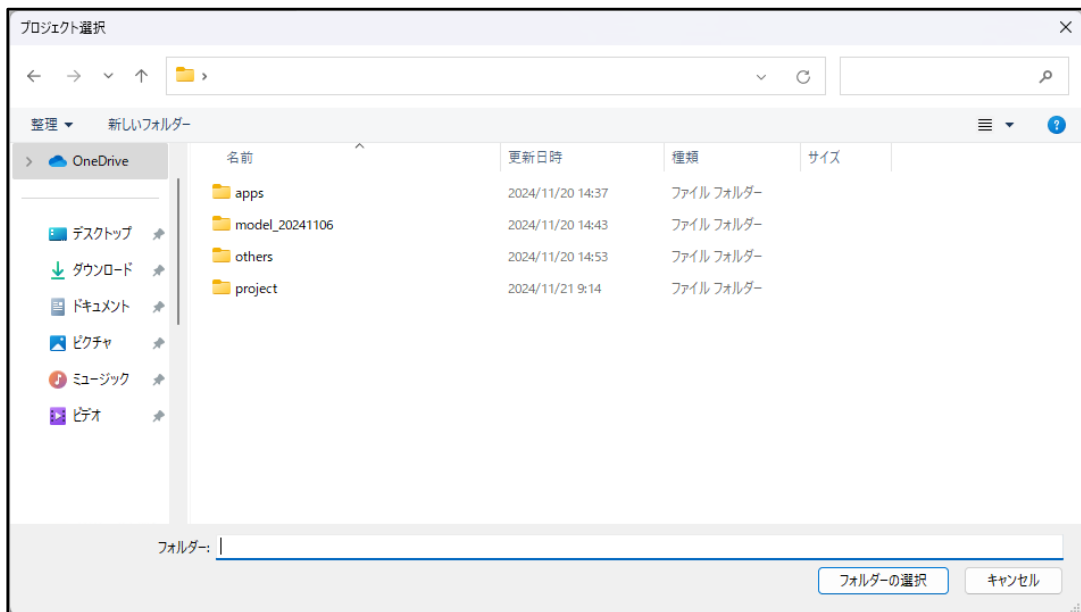 プロジェクト選択
整理 新しいフォルダー
OneDrive
デスクトップ
ダウンロード
ドキュメント
ピクチャ
ミュージック
ビデオ
名前 更新日時 種類 サイズ
apps 2024/11/20 14:37 ファイル フォルダー
model_20241106 2024/11/20 14:43 ファイル フォルダー
others 2024/11/20 14:53 ファイル フォルダー
project 2024/11/21 9:14 ファイル フォルダー
フォルダー:
フォルダーの選択 キャンセル